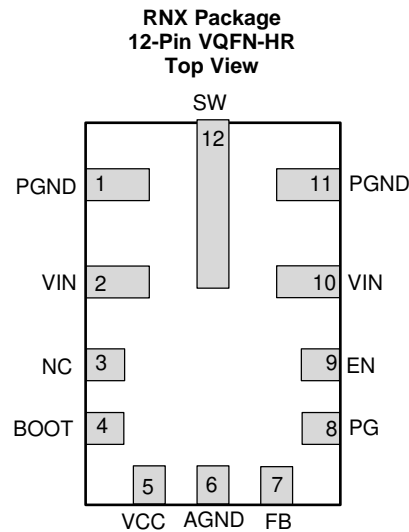 RNX Package
12-Pin VQFN-HR
Top View
SW
12
PGND 1 11 PGND
VIN 2 10 VIN
NC 3 9 EN
BOOT 4 8 PG
5 6 7
VCC AGND FB